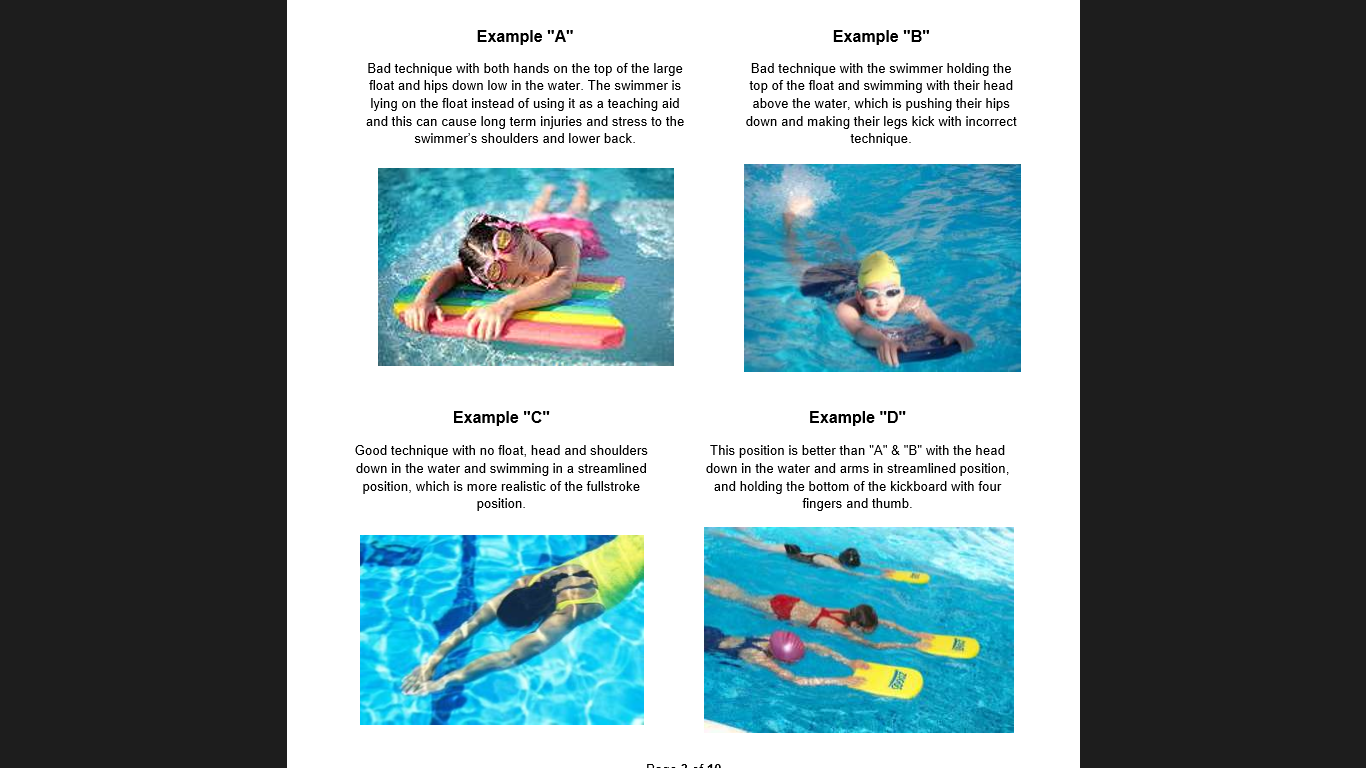 Example "A"
Bad technique with both hands on the top of the large
float and hips down low in the water. The swimmer is
lying on the float instead of using it as a teaching aid
and this can cause long term injuries and stress to the
swimmer's shoulders and lower back.
Example "B"
Bad technique with the swimmer holding the
top of the float and swimming with their head
above the water, which is pushing their hips
down and making their legs kick with incorrect
technique.
Example "C"
Good technique with no float, head and shoulders
down in the water and swimming in a streamlined
position, which is more realistic of the fullstroke
position.
Example "D"
This position is better than "A" & "B" with the head
down in the water and arms in streamlined position,
and holding the bottom of the kickboard with four
fingers and thumb.